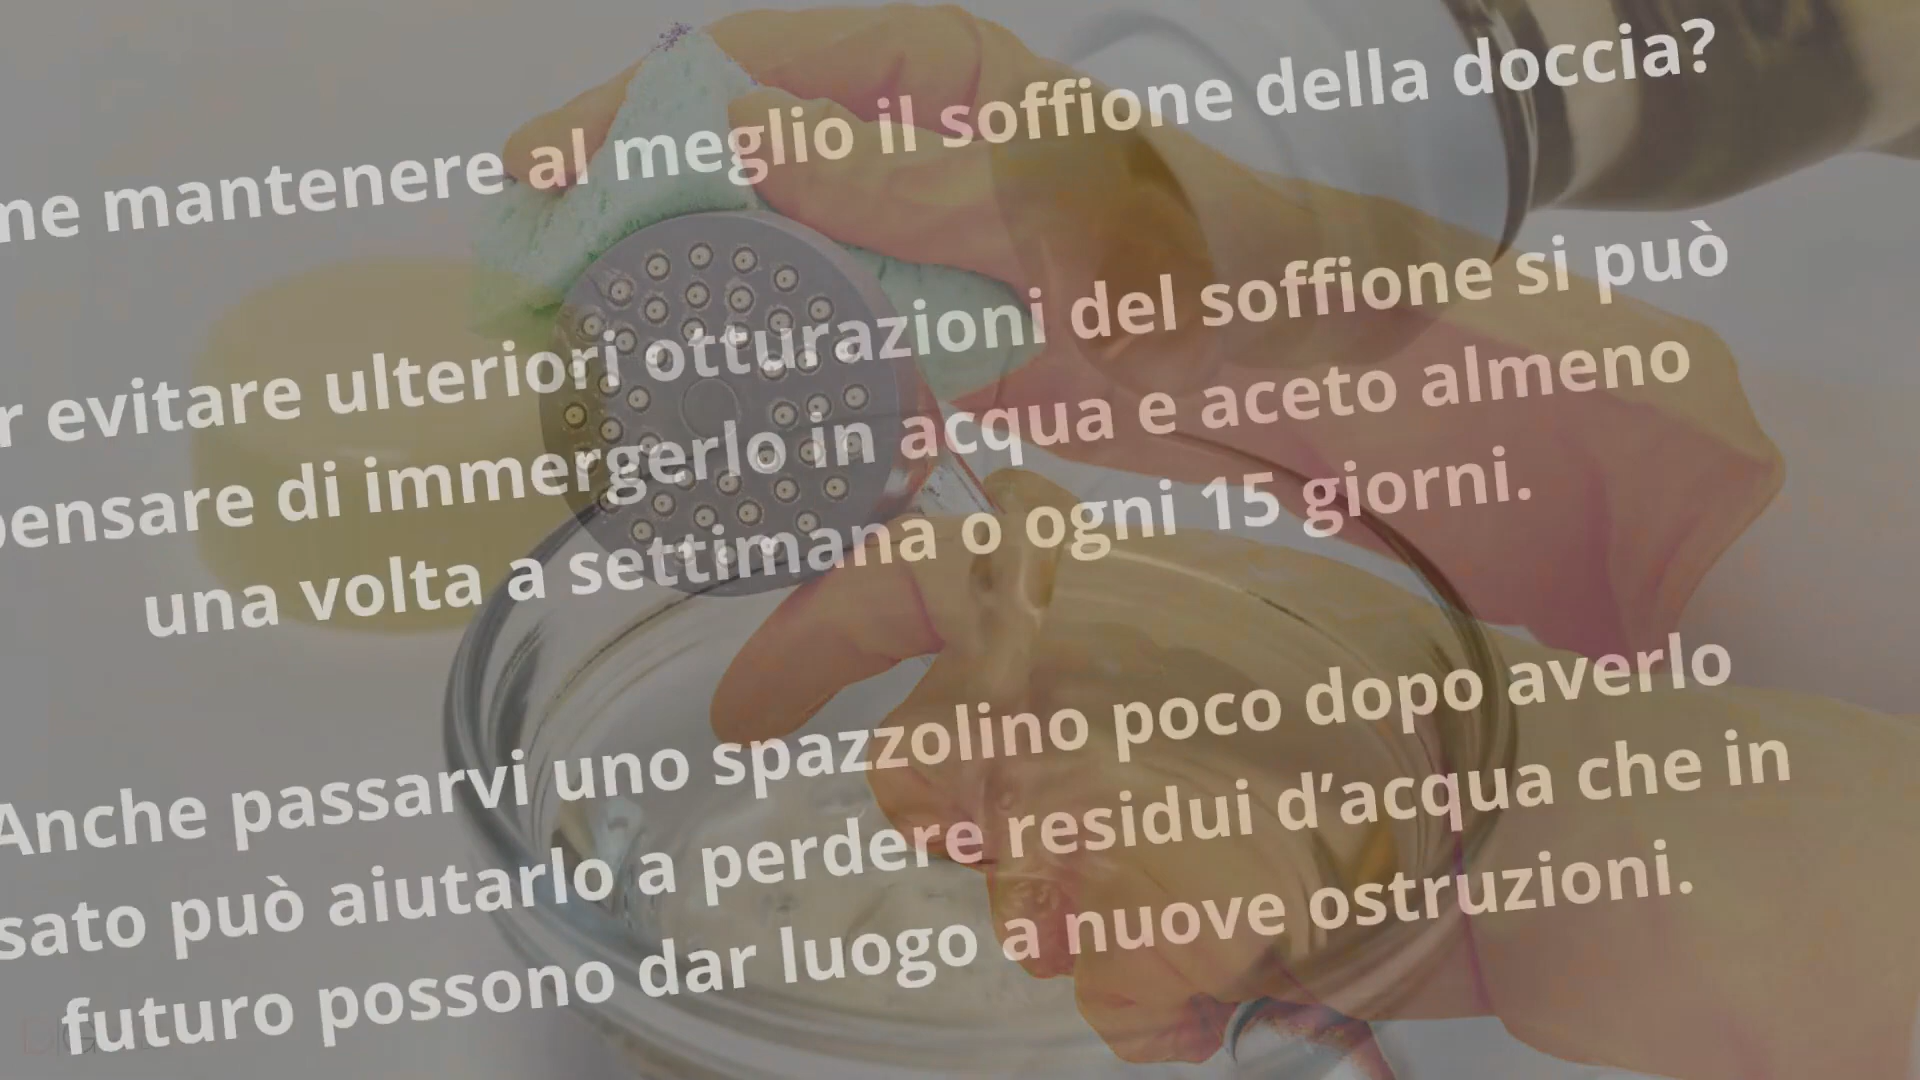 me mantenere al meglio il soffione della doccia?
r evitare ulteriori otturazioni del soffione si può
pensare di immergerlo in acqua e aceto almeno
una volta a settimana o ogni 15 giorni.
Anche passarvi uno spazzolino poco dopo averlo
sato può aiutarlo a perdere residui d’acqua che in
futuro possono dar luogo a nuove ostruzioni.